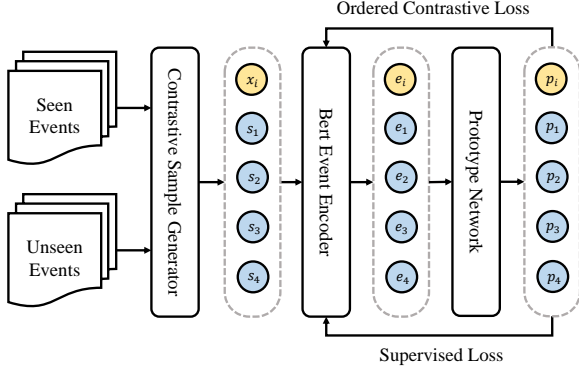 Ordered Contrastive Loss
Seen
Events
Unseen
Events
Contrastive Sample Generator
x_i
s_1
s_2
s_3
s_4
Bert Event Encoder
e_i
e_1
e_2
e_3
e_4
Prototype Network
p_i
p_1
p_2
p_3
p_4
Supervised Loss